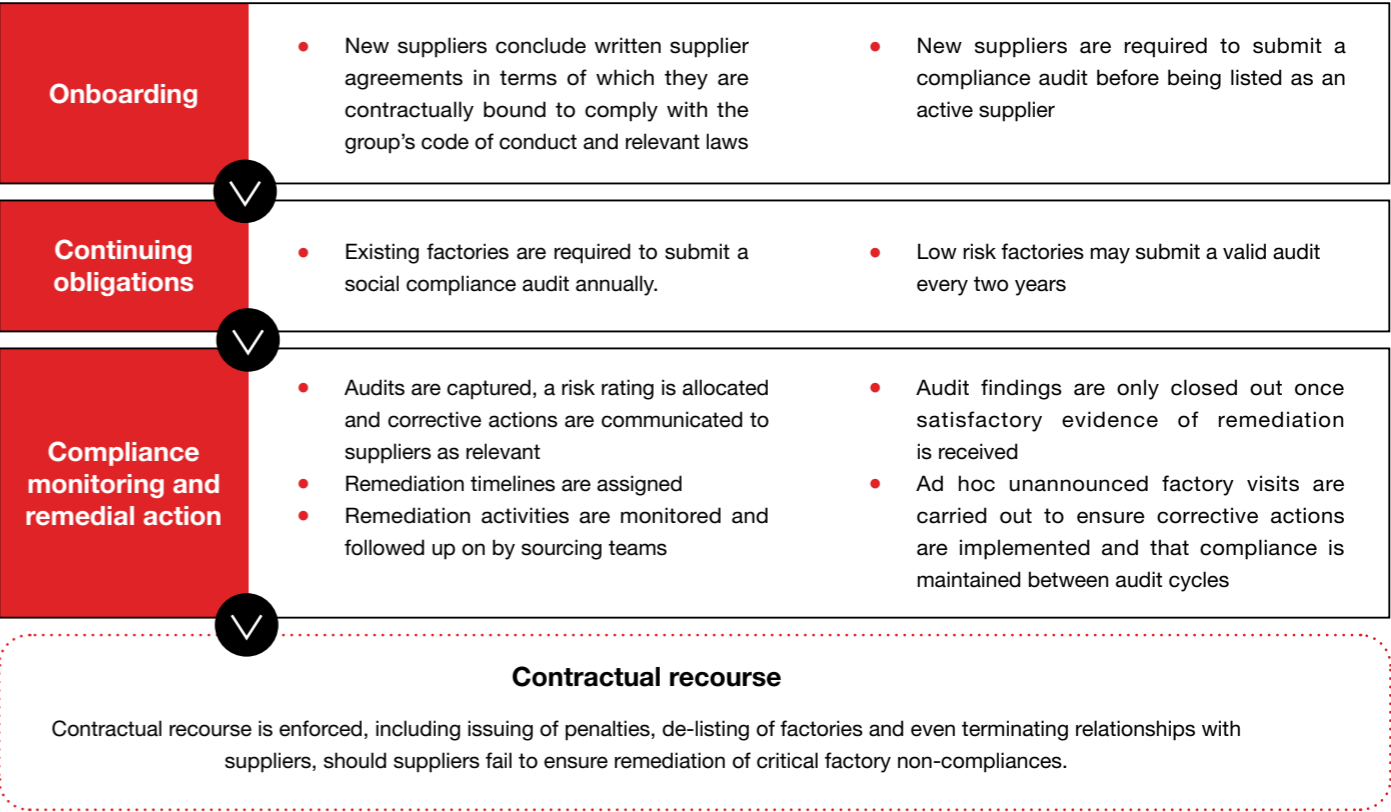 Onboarding
● New suppliers conclude written supplier
agreements in terms of which they are
contractually bound to comply with the
group’s code of conduct and relevant laws
● New suppliers are required to submit a
compliance audit before being listed as an
active supplier
Continuing
obligations
● Existing factories are required to submit a
social compliance audit annually.
● Low risk factories may submit a valid audit
every two years
Compliance
monitoring and
remedial action
● Audits are captured, a risk rating is allocated
and corrective actions are communicated to
suppliers as relevant
● Remediation timelines are assigned
● Remediation activities are monitored and
followed up on by sourcing teams
● Audit findings are only closed out once
satisfactory evidence of remediation
is received
● Ad hoc unannounced factory visits are
carried out to ensure corrective actions
are implemented and that compliance is
maintained between audit cycles
Contractual recourse
Contractual recourse is enforced, including issuing of penalties, de-listing of factories and even terminating relationships with
suppliers, should suppliers fail to ensure remediation of critical factory non-compliances.